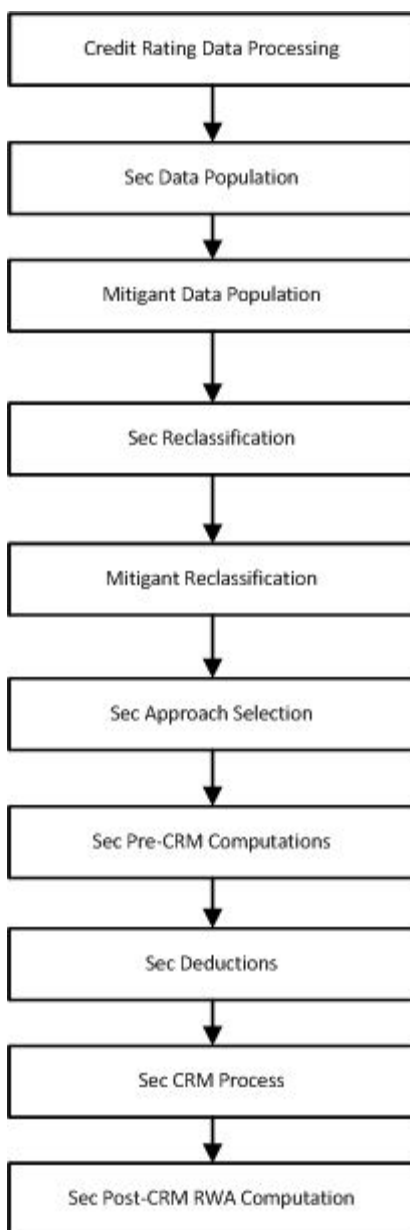 Credit Rating Data Processing
Sec Data Population
Mitigant Data Population
Sec Reclassification
Mitigant Reclassification
Sec Approach Selection
Sec Pre-CRM Computations
Sec Deductions
Sec CRM Process
Sec Post-CRM RWA Computation